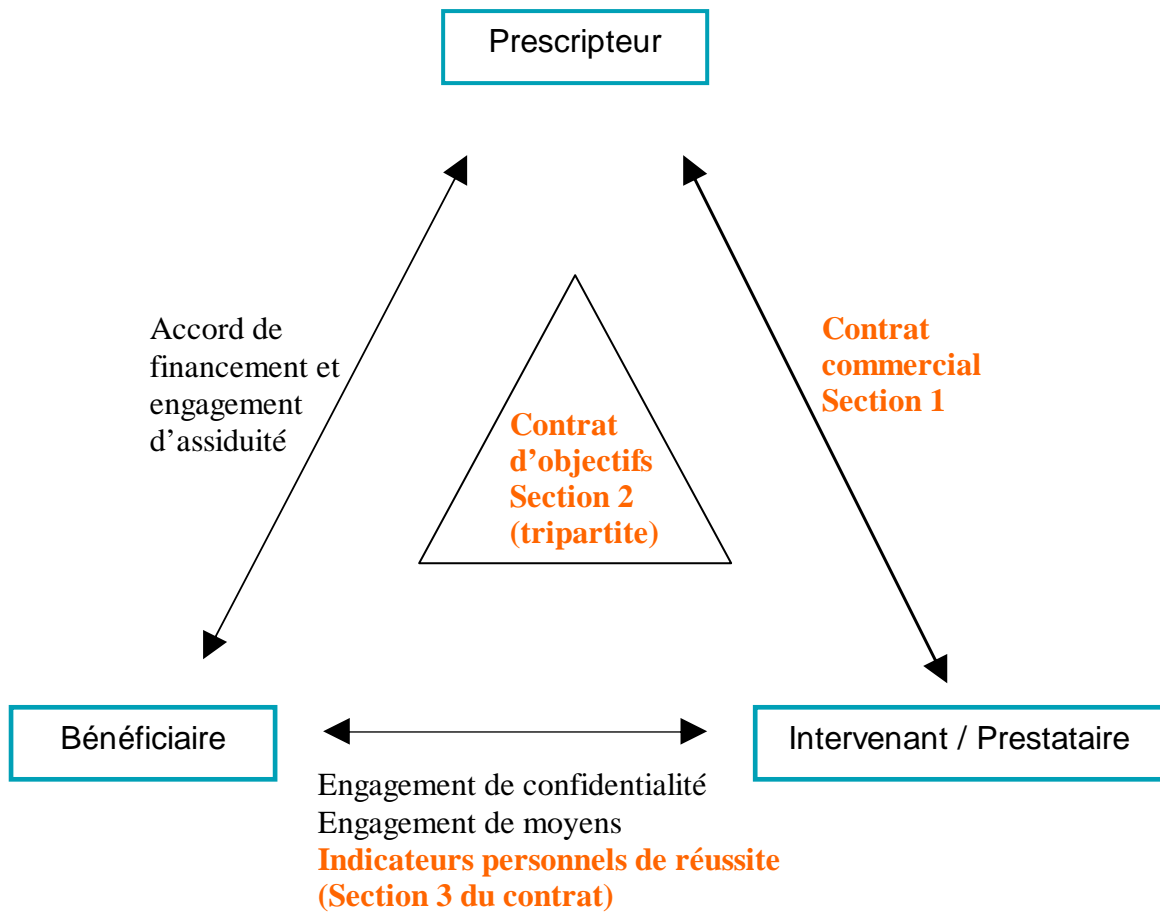 Prescripteur
Accord de
financement et
engagement
d’assiduité
Contrat
commercial
Section 1
Contrat
d’objectifs
Section 2
(tripartite)
Bénéficiaire
Intervenant / Prestataire
Engagement de confidentialité
Engagement de moyens
Indicateurs personnels de réussite
(Section 3 du contrat)